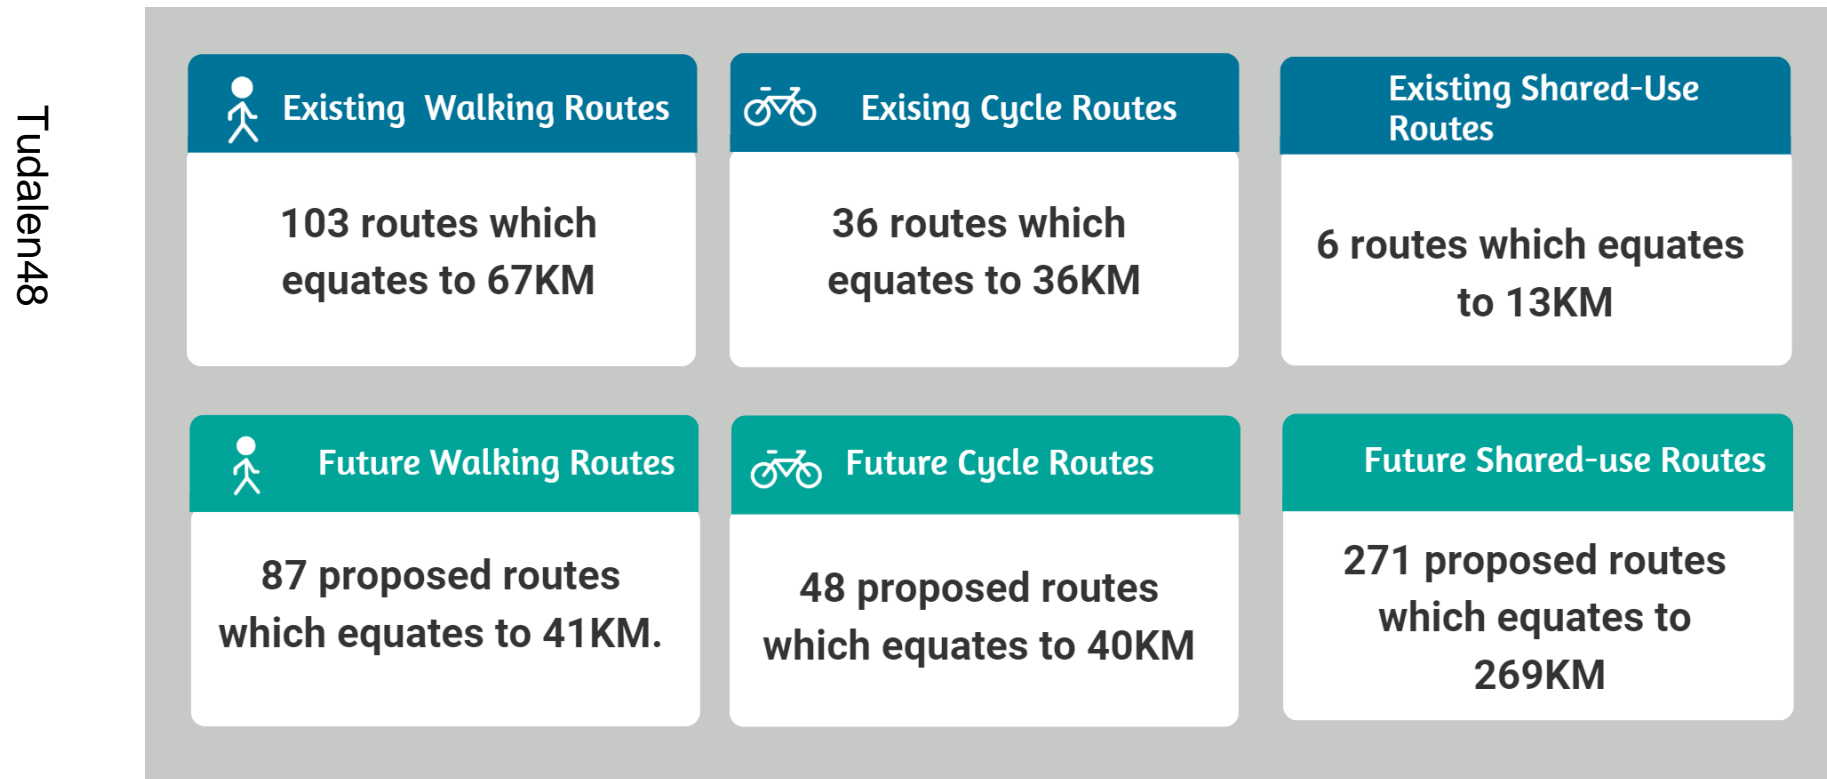 Tudalen48
Existing Walking Routes
103 routes which
equates to 67KM
Exising Cycle Routes
36 routes which
equates to 36KM
Existing Shared-Use
Routes
6 routes which equates
to 13KM
Future Walking Routes
87 proposed routes
which equates to 41KM.
Future Cycle Routes
48 proposed routes
which equates to 40KM
Future Shared-use Routes
271 proposed routes
which equates to
269KM